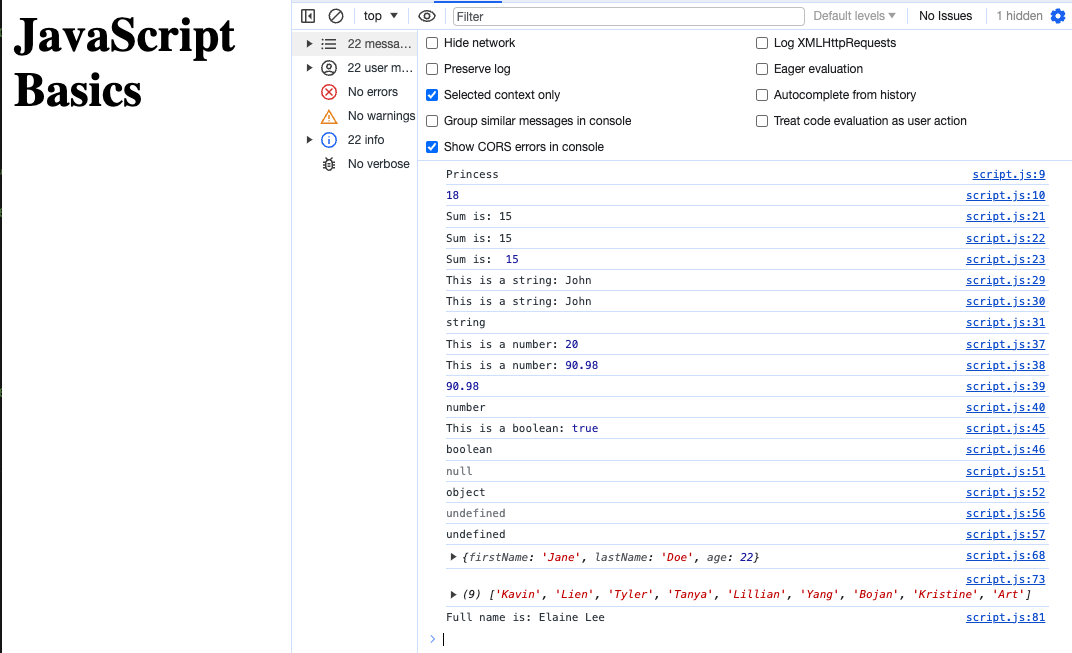 JavaScript
Basics
top
Filter
Default levels
No Issues
1 hidden
22 messa...
22 user m...
No errors
No warnings
22 info
No verbose
Hide network
Log XMLHttpRequests
Preserve log
Eager evaluation
Selected context only
Autocomplete from history
Group similar messages in console
Treat code evaluation as user action
Show CORS errors in console
Princess script.js:9
18 script.js:10
Sum is: 15 script.js:21
Sum is: 15 script.js:22
Sum is:  15 script.js:23
This is a string: John script.js:29
This is a string: John script.js:30
string script.js:31
This is a number: 20 script.js:37
This is a number: 90.98 script.js:38
90.98 script.js:39
number script.js:40
This is a boolean: true script.js:45
boolean script.js:46
null script.js:51
object script.js:52
undefined script.js:56
undefined script.js:57
{firstName: 'Jane', lastName: 'Doe', age: 22} script.js:68
script.js:73
(9) ['Kavin', 'Lien', 'Tyler', 'Tanya', 'Lillian', 'Yang', 'Bojan', 'Kristine', 'Art']
Full name is: Elaine Lee script.js:81